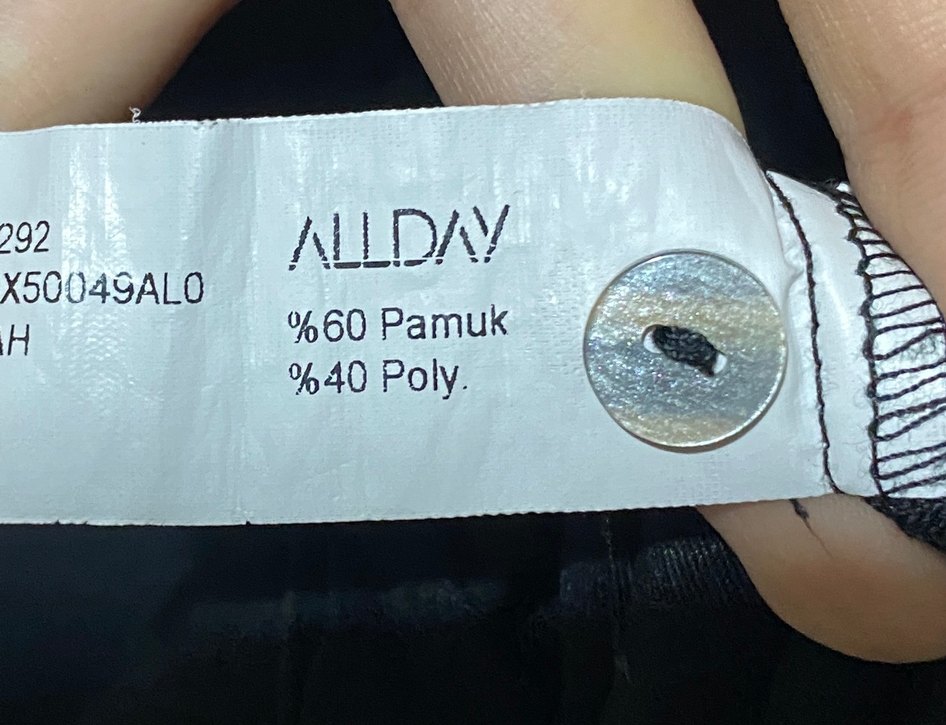 292
X50049AL0
AH
ALLDAY
%60 Pamuk
%40 Poly.